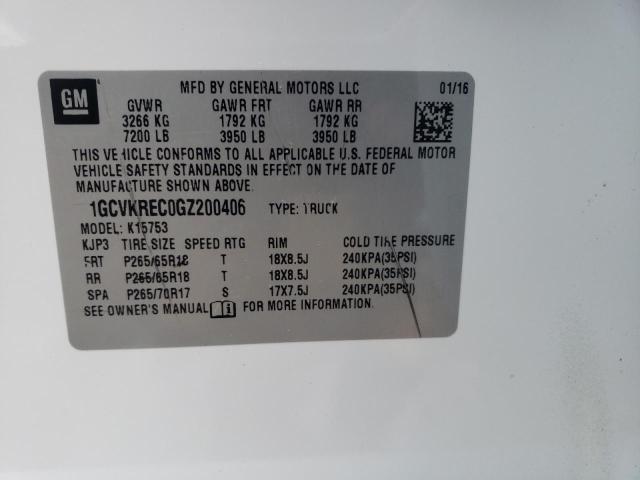 GM
MFD BY GENERAL MOTORS LLC 01/16
GVWR GAWR FRT GAWR RR
3266 KG 1792 KG 1792 KG
7200 LB 3950 LB 3950 LB
THIS VEHICLE CONFORMS TO ALL APPLICABLE U.S. FEDERAL MOTOR
VEHICLE SAFETY STANDARDS IN EFFECT ON THE DATE OF
MANUFACTURE SHOWN ABOVE.
1GCVKREC0GZ200406 TYPE: TRUCK
MODEL: K15753
KJP3 TIRE SIZE SPEED RTG RIM COLD TIRE PRESSURE
FRT P265/65R18 T 18X8.5J 240KPA(35PSI)
RR P265/65R18 T 18X8.5J 240KPA(35PSI)
SPA P265/70R17 S 17X7.5J 240KPA(35PSI)
SEE OWNER'S MANUAL i FOR MORE INFORMATION.